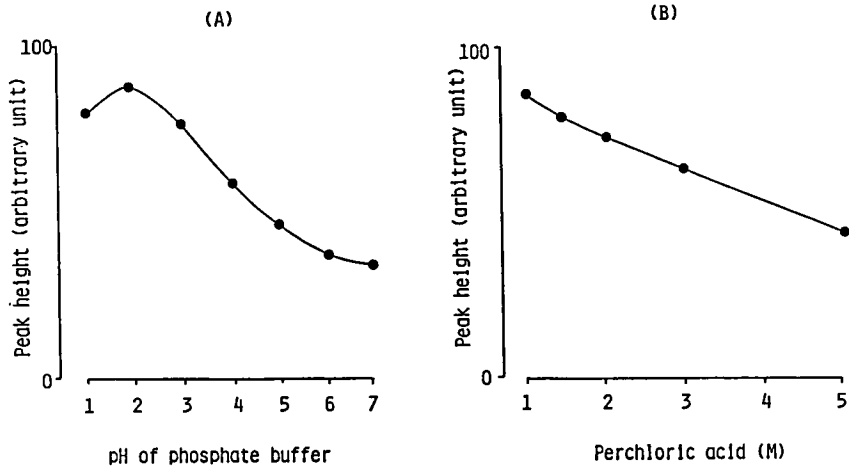 (A)
100
Peak height (arbitrary unit)
0
1 2 3 4 5 6 7
pH of phosphate buffer
(B)
100
Peak height (arbitrary unit)
0
1 2 3 4 5
Perchloric acid (M)